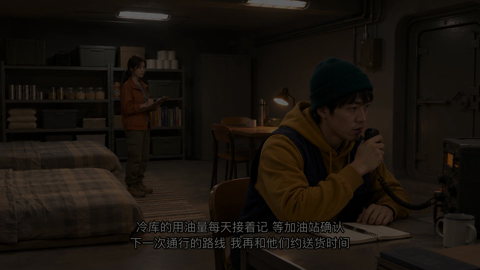 冷库的用油量每天接着记 等加油站确认
下一次通行的路线 我再和他们约送货时间